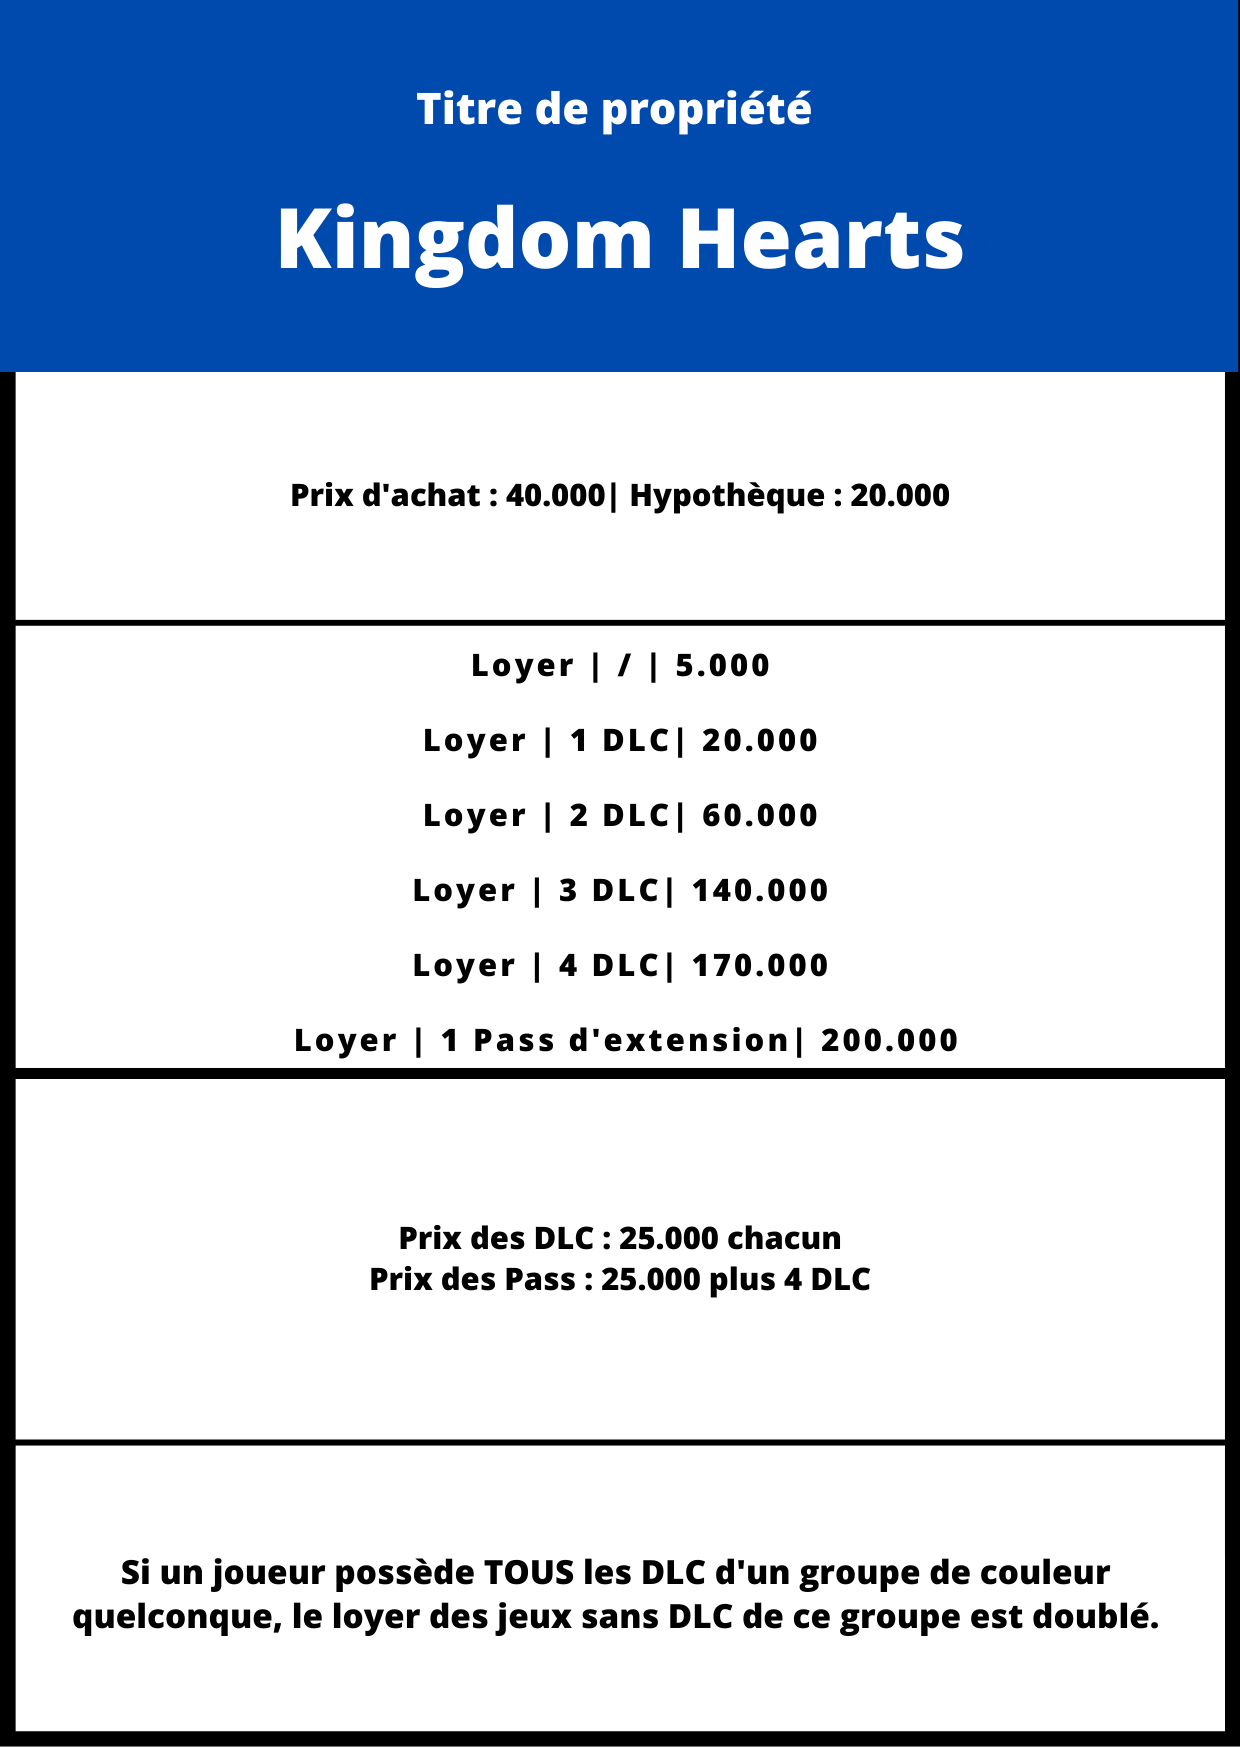 Titre de propriété
Kingdom Hearts
Prix d'achat : 40.000| Hypothèque : 20.000
Loyer | / | 5.000
Loyer | 1 DLC| 20.000
Loyer | 2 DLC| 60.000
Loyer | 3 DLC| 140.000
Loyer | 4 DLC| 170.000
Loyer | 1 Pass d'extension| 200.000
Prix des DLC : 25.000 chacun
Prix des Pass : 25.000 plus 4 DLC
Si un joueur possède TOUS les DLC d'un groupe de couleur
quelconque, le loyer des jeux sans DLC de ce groupe est doublé.